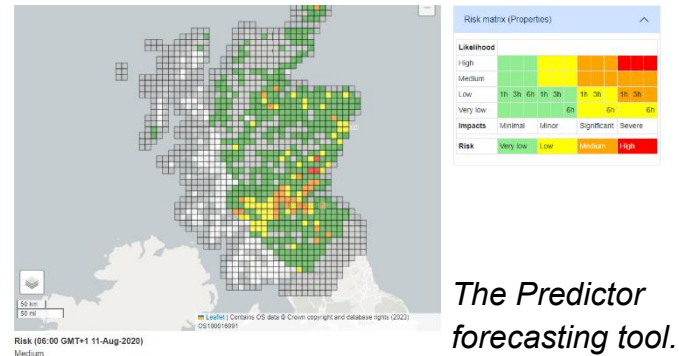 Risk matrix (Properties)
Likelihood
High
Medium
Low 1h 3h 6h 1h 3h 1h 3h 1h 3h
Very low 6h 6h 6h
Impacts Minimal Minor Significant Severe
Risk Very low Low Medium High
50 km
50 mi
Leaflet | Contains OS data © Crown copyright and database rights (2023)
OS100016991
Risk (06:00 GMT+1 11-Aug-2020)
Medium
The Predictor
forecasting tool.